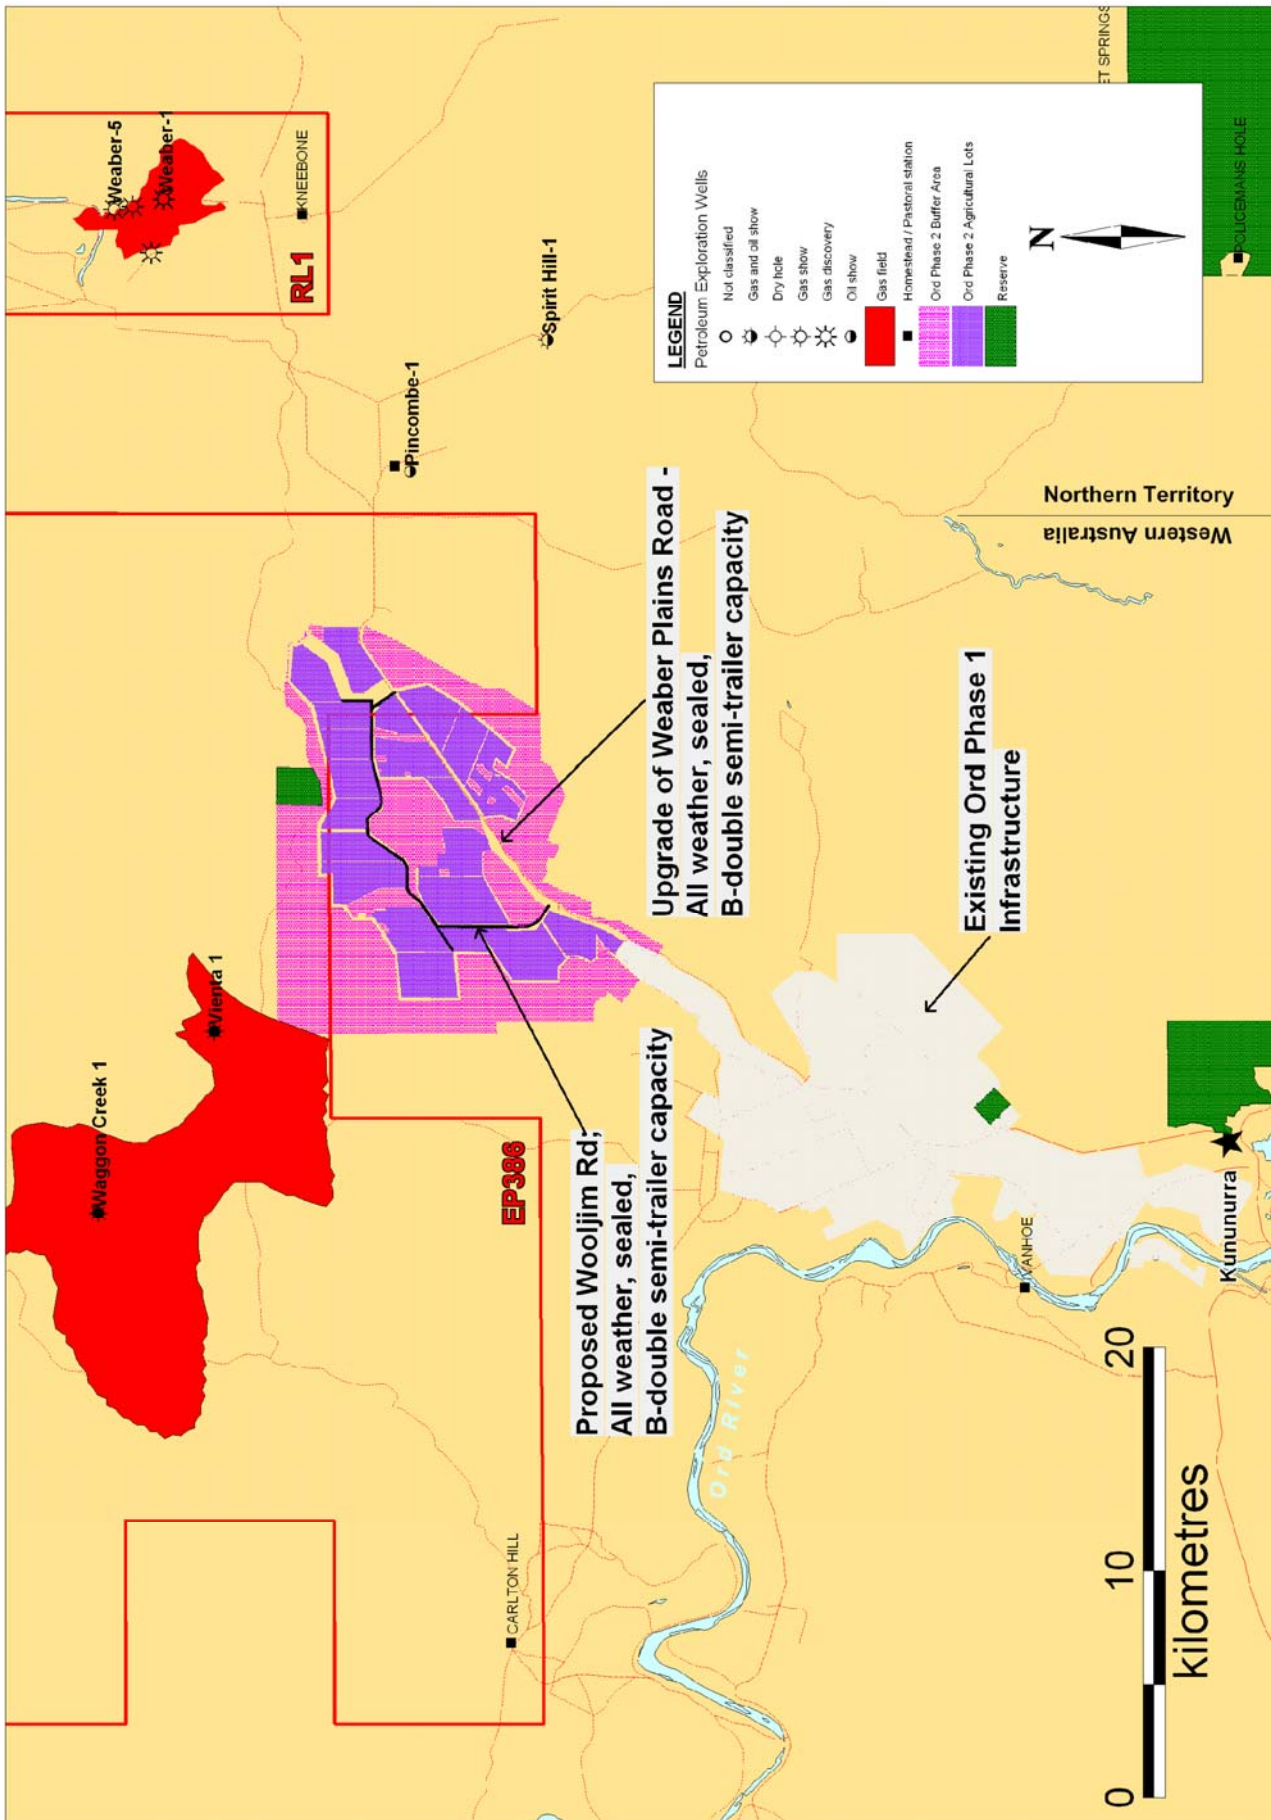 Waggon Creek 1
Vienta 1
Weaber-5
Weaber-1
KNEEBONE
RL1
Spirit Hill-1
Pincombe-1
EP386
CARLTON HILL
Proposed Wooljim Rd;
All weather, sealed,
B-double semi-trailer capacity
Upgrade of Weaber Plains Road -
All weather, sealed,
B-double semi-trailer capacity
Existing Ord Phase 1
Infrastructure
Ord River
IVANHOE
Kununurra
Northern Territory
Western Australia
ET SPRINGS
POLICEMANS HOLE
LEGEND
Petroleum Exploration Wells
Not classified
Gas and oil show
Dry hole
Gas show
Gas discovery
Oil show
Gas field
Homestead / Pastoral station
Ord Phase 2 Buffer Area
Ord Phase 2 Agricultural Lots
Reserve
N
0 10 20
kilometres